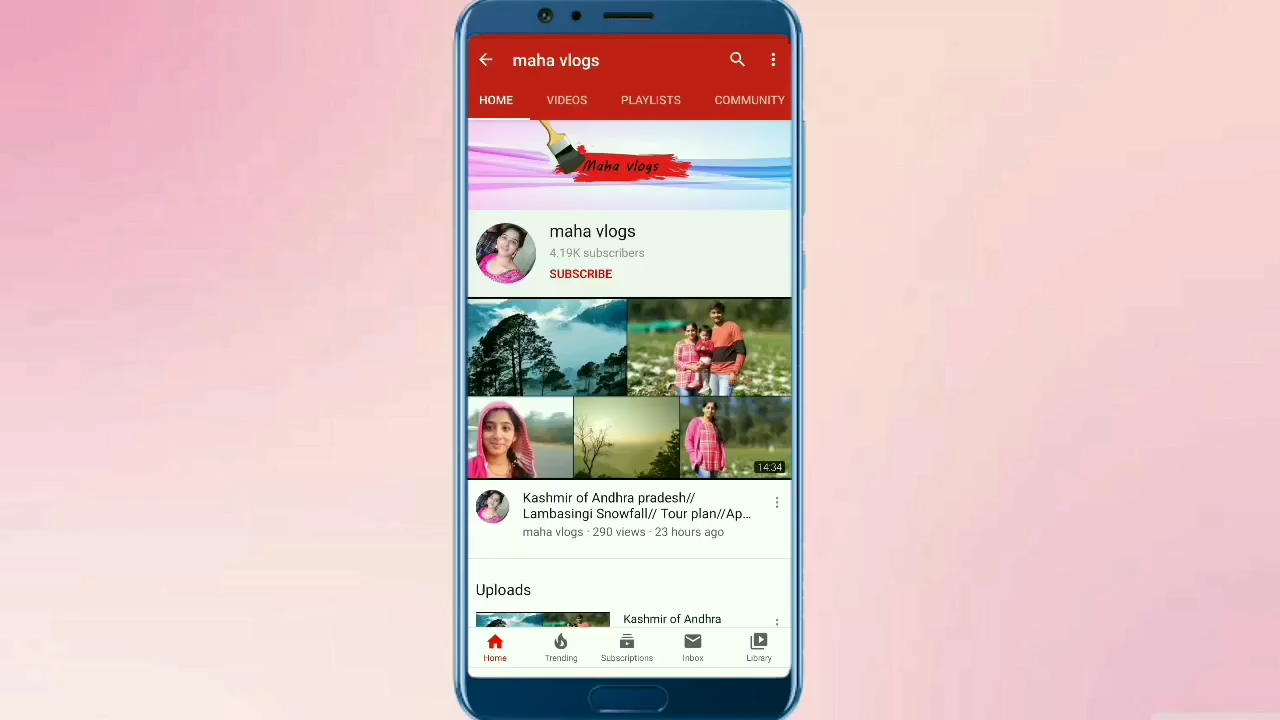 maha vlogs
HOME VIDEOS PLAYLISTS COMMUNITY
Maha vlogs
maha vlogs
4.19K subscribers
SUBSCRIBE
14:34
Kashmir of Andhra pradesh//
Lambasingi Snowfall// Tour plan//Ap...
maha vlogs · 290 views · 23 hours ago
Uploads
Kashmir of Andhra
Home Trending Subscriptions Inbox Library